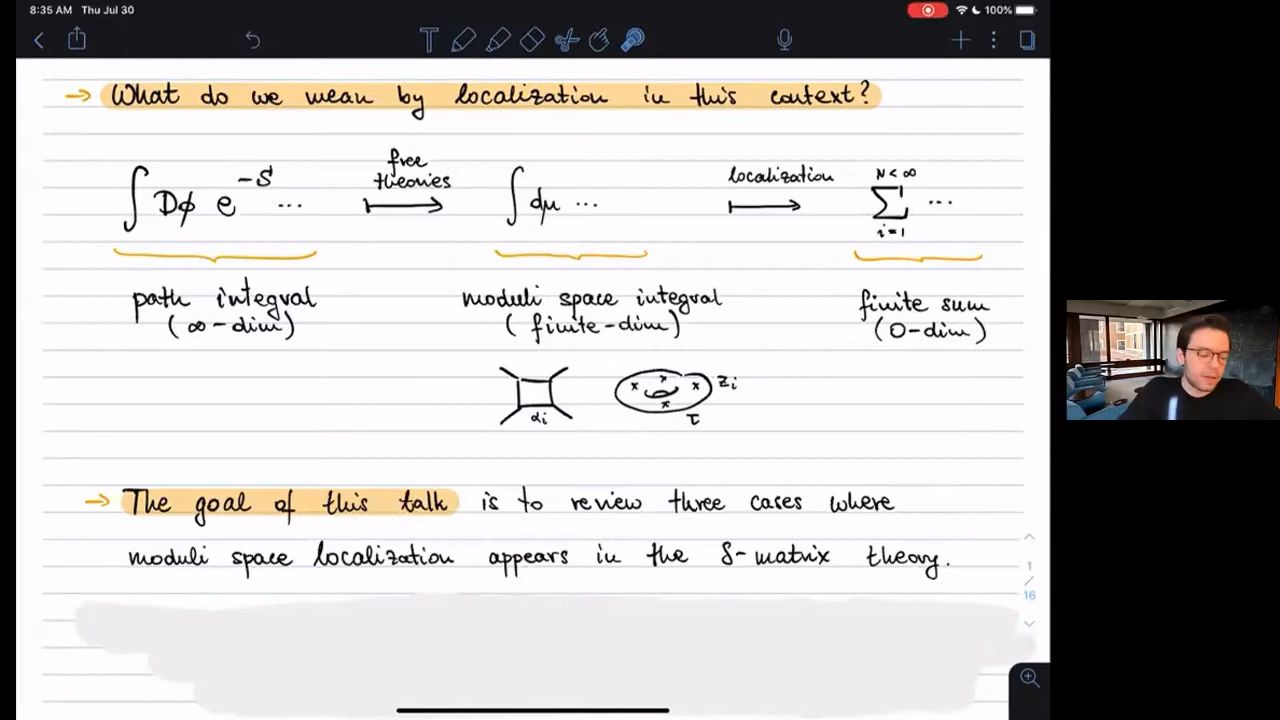 8:35 AM Thu Jul 30
100%
→ What do we mean by localization in this context?
∫ Dϕ e^{-S} ... free theories ⟼ ∫ dμ ... localization ⟼ ∑_{i=1}^{N<∞} ...
path integral moduli space integral finite sum
(∞-dim) (finite-dim) (0-dim)
αi zi τ
→ The goal of this talk is to review three cases where
moduli space localization appears in the S-matrix theory.
1
/
16